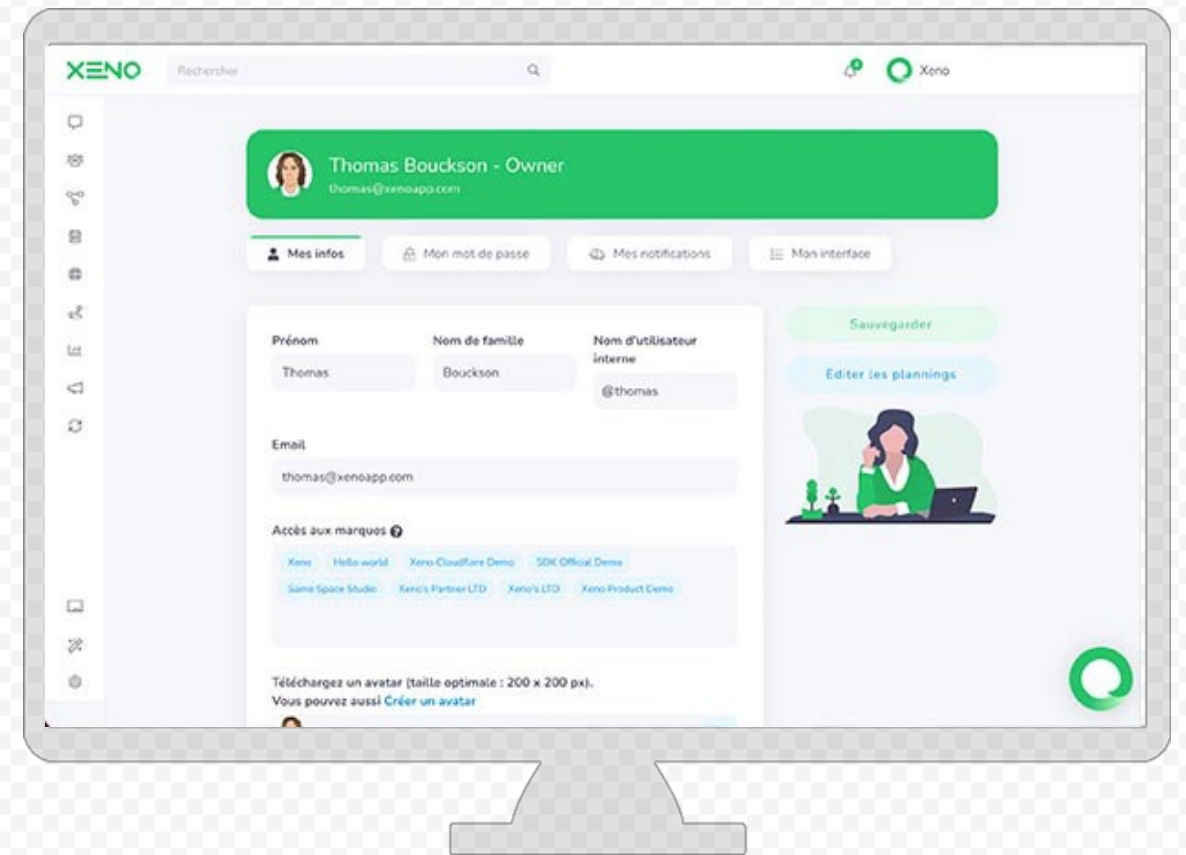 XENO
Rechercher
Xeno
Thomas Bouckson - Owner
thomas@xenoapp.com
Mes infos
Mon mot de passe
Mes notifications
Mon interface
Prénom
Nom de famille
Nom d'utilisateur
interne
Thomas
Bouckson
@thomas
Sauvegarder
Éditer les plannings
Email
thomas@xenoapp.com
Accès aux marques
Xeno Hello world Xeno Cloudflare Demo SDK Official Demo
Same Space Studio Xeno's Partner LTD Xeno's LTD Xeno Product Demo
Téléchargez un avatar (taille optimale : 200 x 200 px).
Vous pouvez aussi Créer un avatar